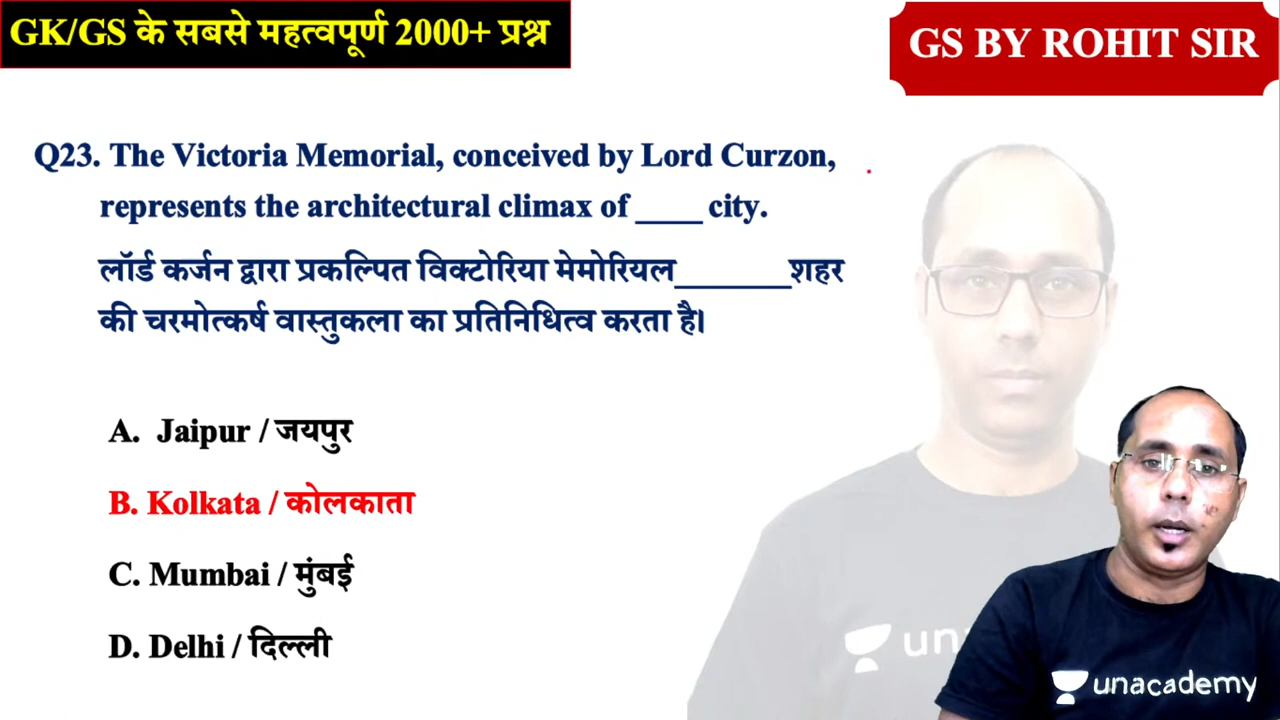 GK/GS के सबसे महत्वपूर्ण 2000+ प्रश्न
GS BY ROHIT SIR
Q23. The Victoria Memorial, conceived by Lord Curzon,
represents the architectural climax of ____ city.
लॉर्ड कर्जन द्वारा प्रकल्पित विक्टोरिया मेमोरियल_______शहर
की चरमोत्कर्ष वास्तुकला का प्रतिनिधित्व करता है।
A. Jaipur / जयपुर
B. Kolkata / कोलकाता
C. Mumbai / मुंबई
D. Delhi / दिल्ली
una
unacademy